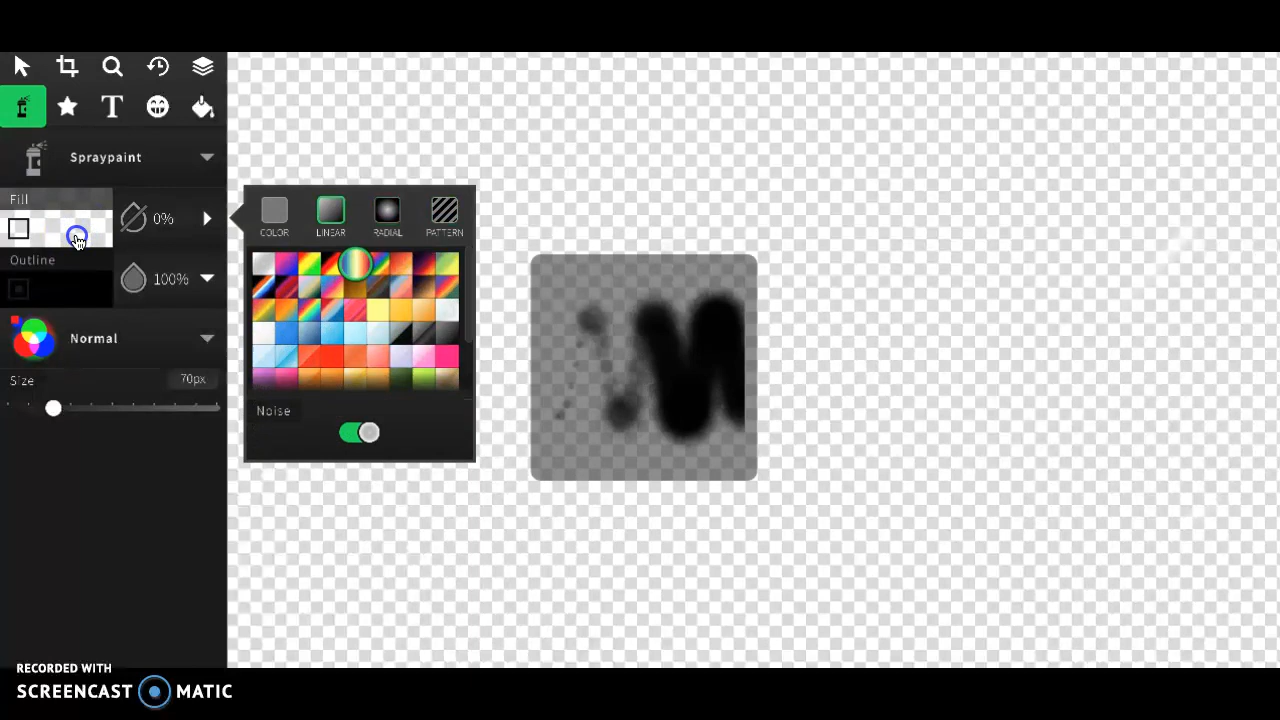 T
Spraypaint
Fill
0%
COLOR LINEAR RADIAL PATTERN
Outline
100%
Normal
Size 70px
Noise
RECORDED WITH
SCREENCAST MATIC